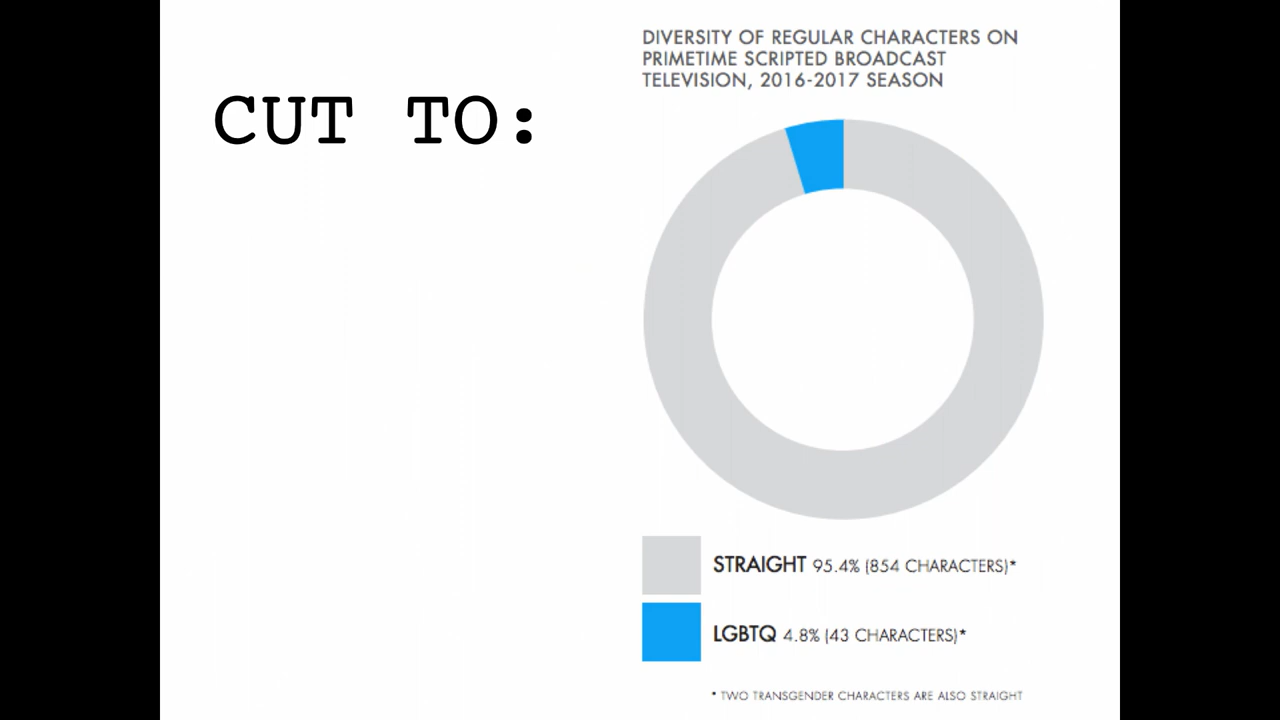 CUT TO:
DIVERSITY OF REGULAR CHARACTERS ON
PRIMETIME SCRIPTED BROADCAST
TELEVISION, 2016-2017 SEASON
STRAIGHT 95.4% (854 CHARACTERS)*
LGBTQ 4.8% (43 CHARACTERS)*
* TWO TRANSGENDER CHARACTERS ARE ALSO STRAIGHT